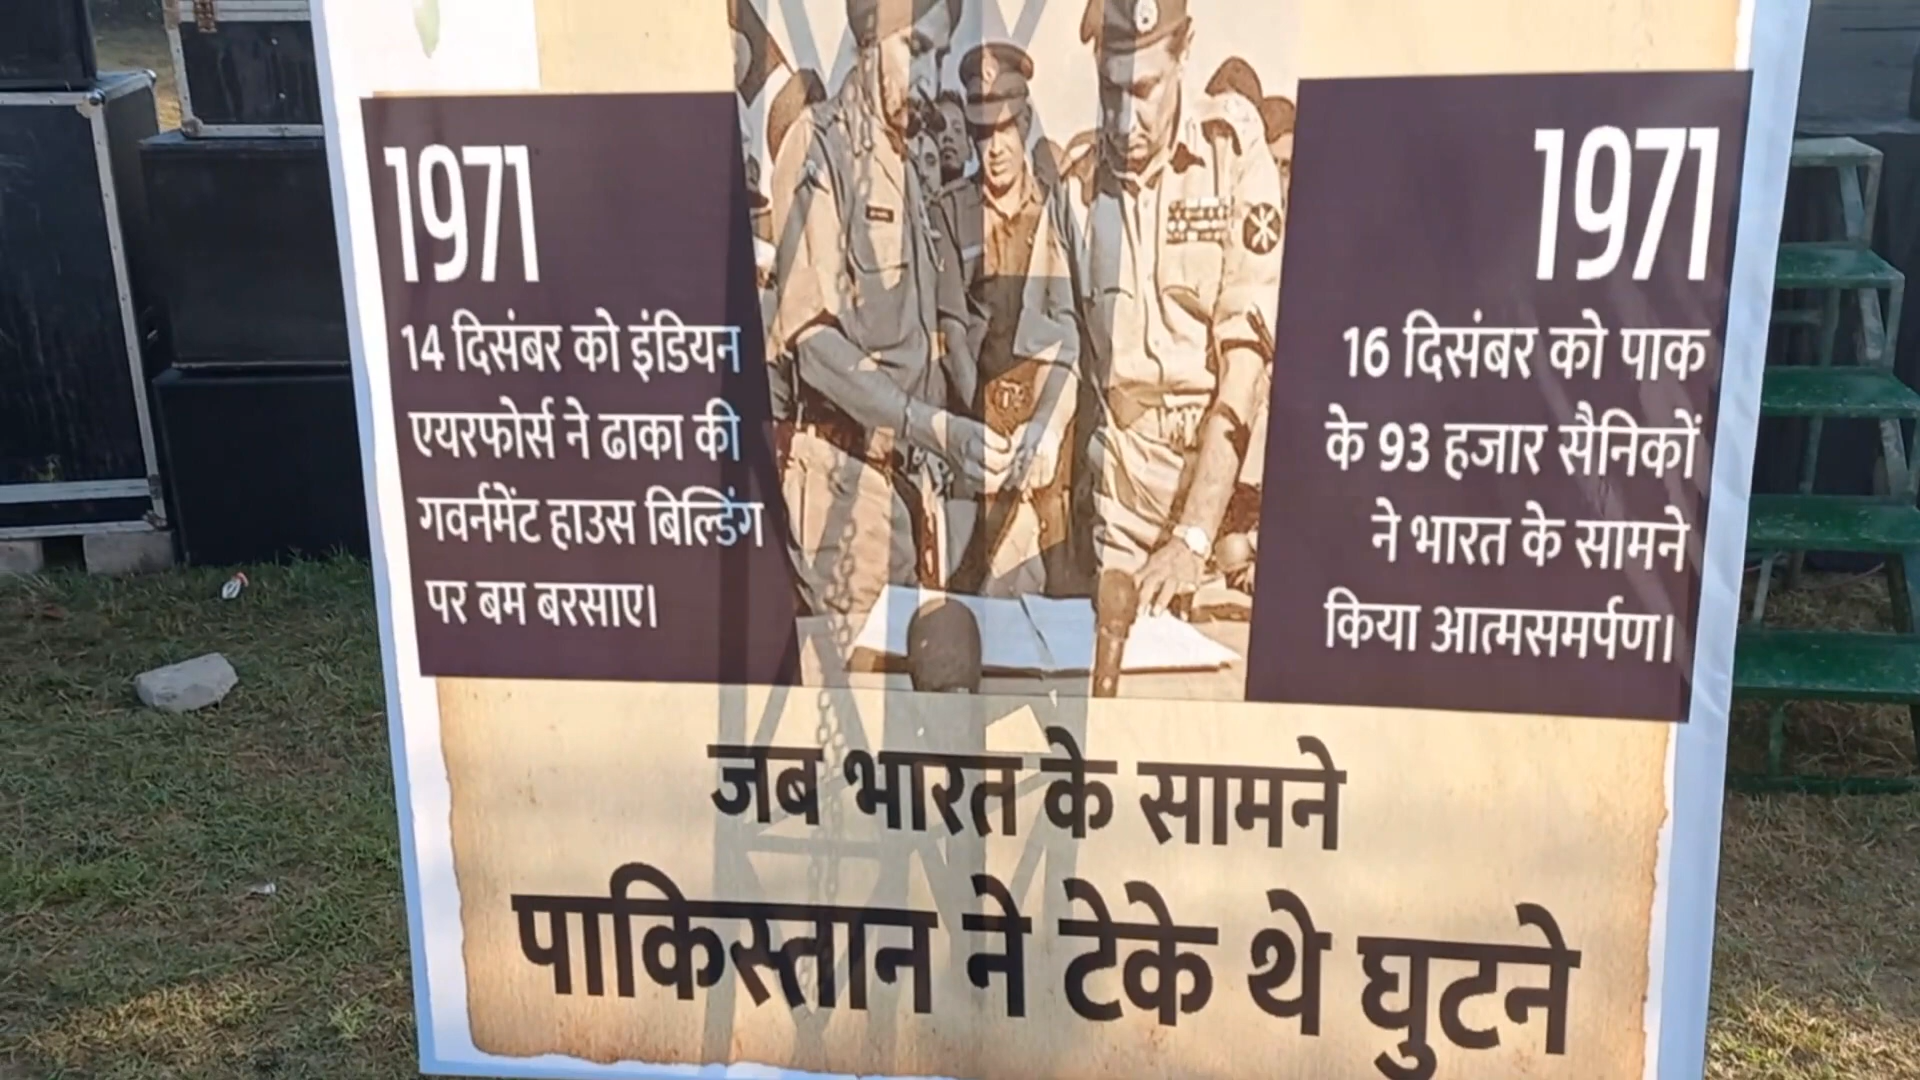 1971
14 दिसंबर को इंडियन
एयरफोर्स ने ढाका की
गवर्नमेंट हाउस बिल्डिंग
पर बम बरसाए।
1971
16 दिसंबर को पाक
के 93 हजार सैनिकों
ने भारत के सामने
किया आत्मसमर्पण।
जब भारत के सामने
पाकिस्तान ने टेके थे घुटने